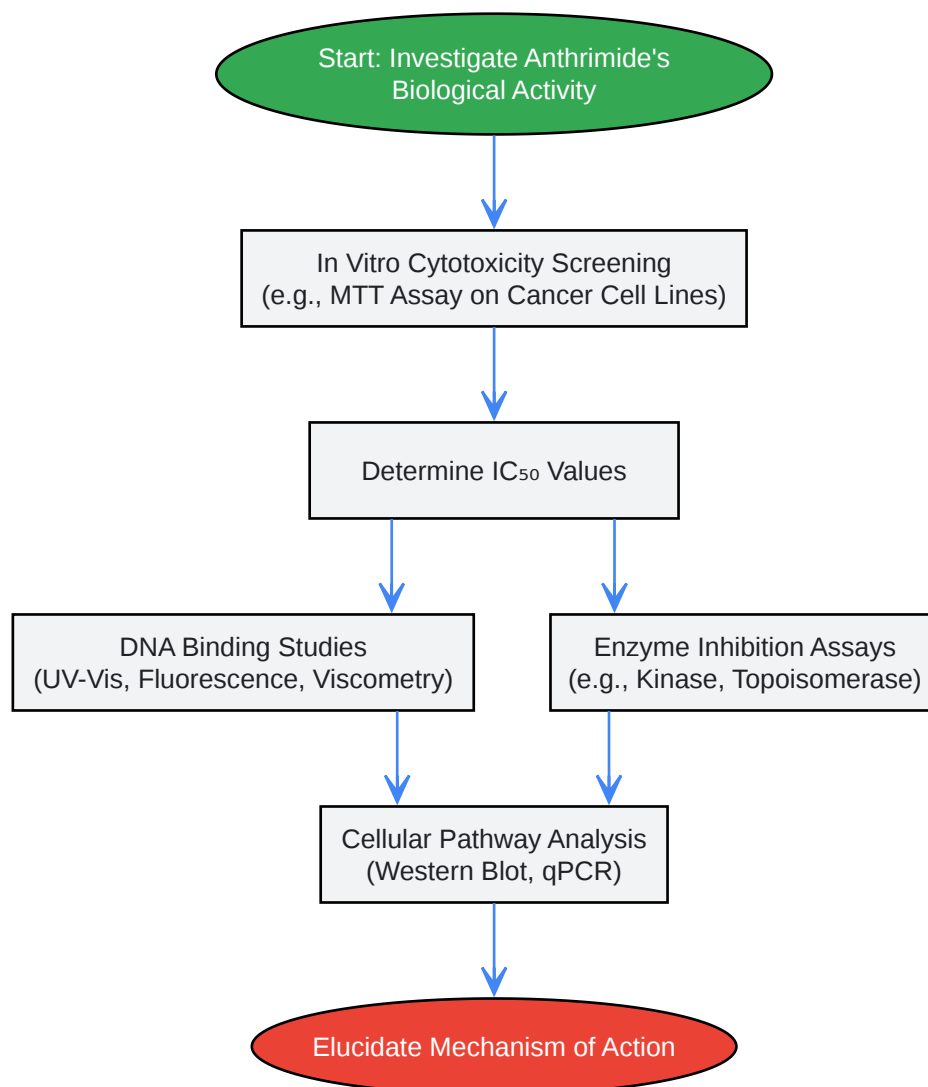 Start: Investigate Anthrimide's
Biological Activity
In Vitro Cytotoxicity Screening
(e.g., MTT Assay on Cancer Cell Lines)
Determine IC₅₀ Values
DNA Binding Studies
(UV-Vis, Fluorescence, Viscometry)
Enzyme Inhibition Assays
(e.g., Kinase, Topoisomerase)
Cellular Pathway Analysis
(Western Blot, qPCR)
Elucidate Mechanism of Action